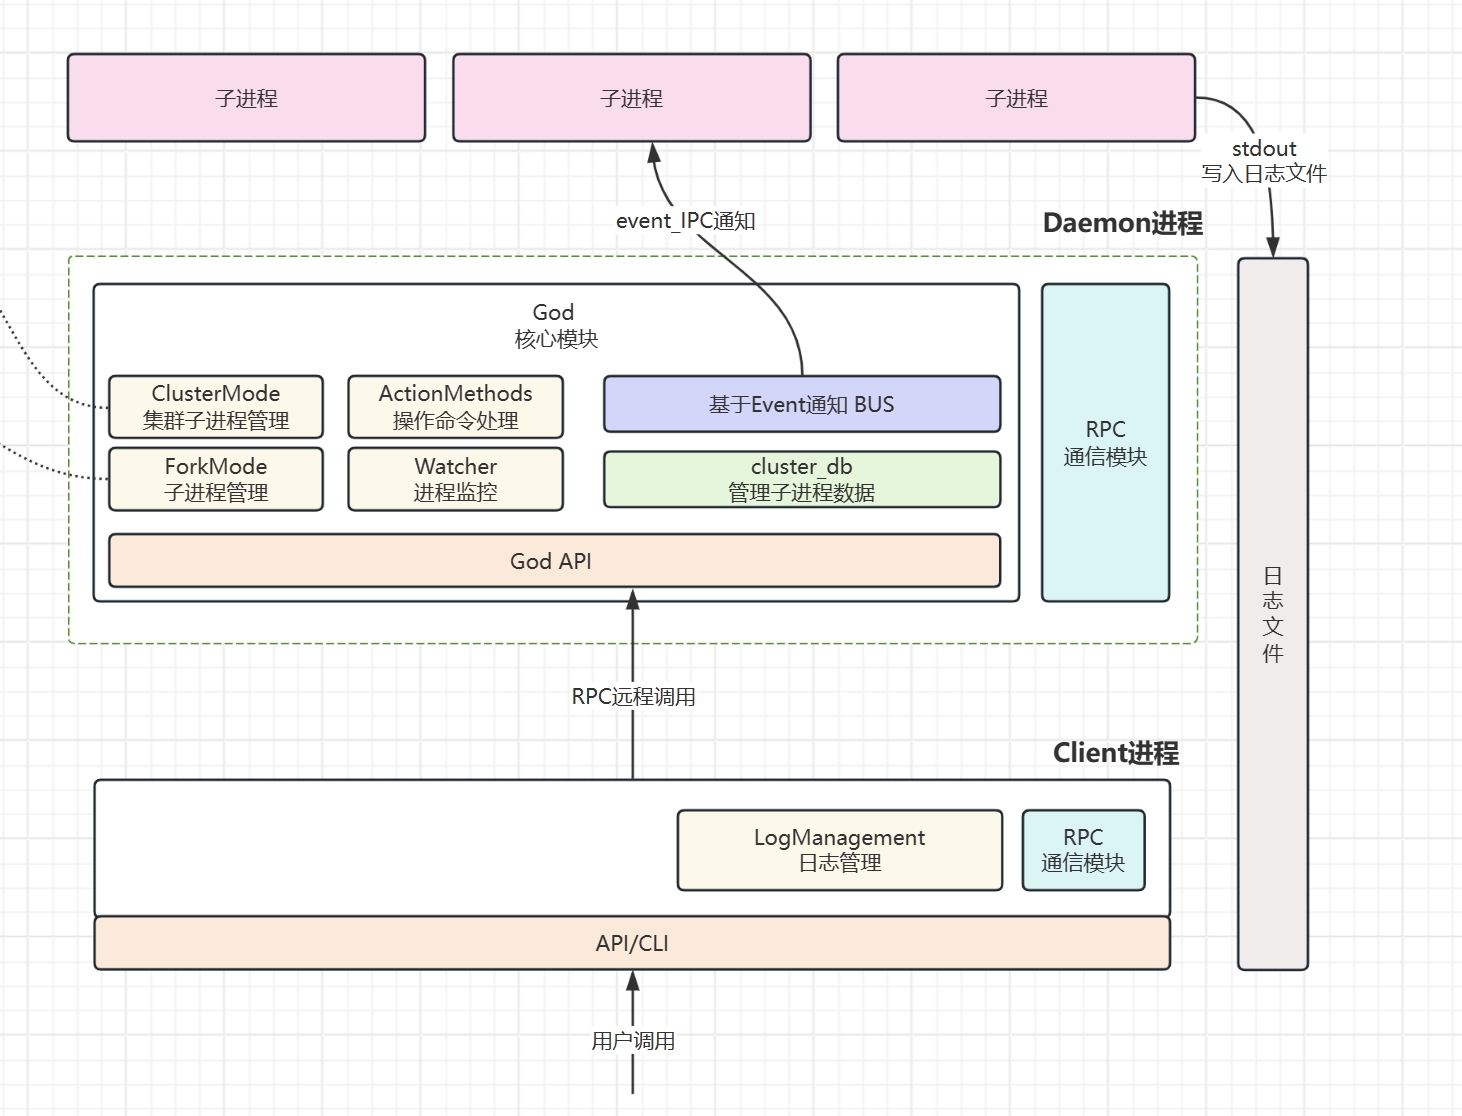 子进程
子进程
子进程
stdout
写入日志文件
event_IPC通知
Daemon进程
God
核心模块
ClusterMode
集群子进程管理
ActionMethods
操作命令处理
基于Event通知 BUS
ForkMode
子进程管理
Watcher
进程监控
cluster_db
管理子进程数据
God API
RPC
通信模块
日
志
文
件
RPC远程调用
Client进程
LogManagement
日志管理
RPC
通信模块
API/CLI
用户调用